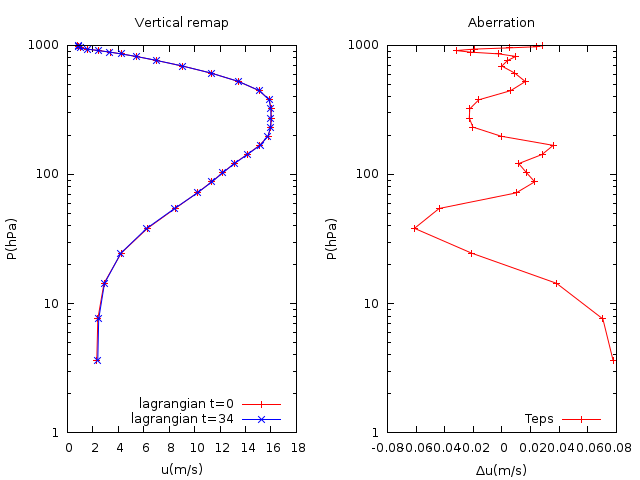 Vertical remap
1000
100
10
1
P(hPa)
lagrangian t=0
lagrangian t=34
0 2 4 6 8 10 12 14 16 18
u(m/s)
Aberration
1000
100
10
1
P(hPa)
Teps
-0.08-0.06-0.04-0.02 0 0.02 0.04 0.06 0.08
Δu(m/s)